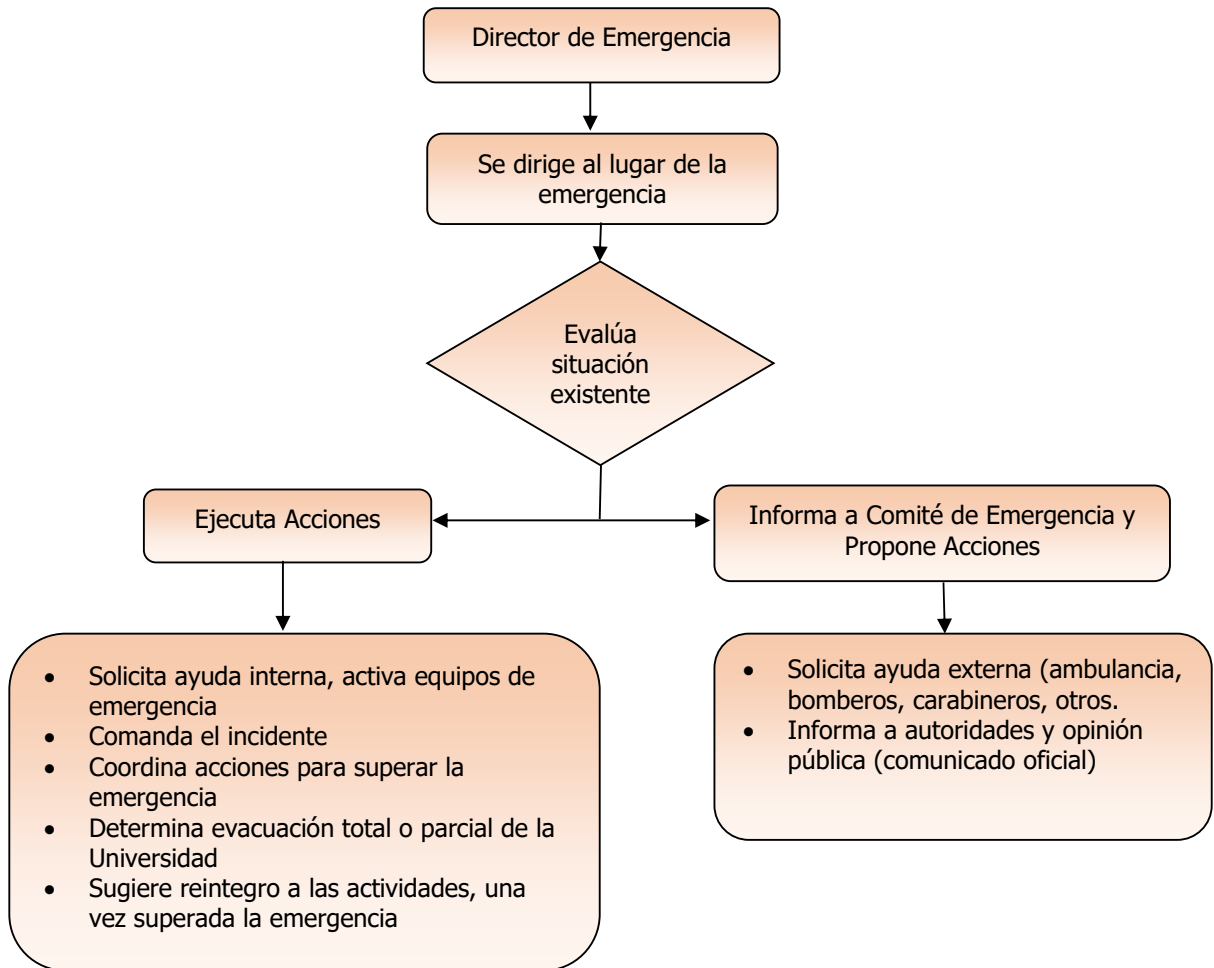 Director de Emergencia
Se dirige al lugar de la
emergencia
Evalúa
situación
existente
Ejecuta Acciones
Informa a Comité de Emergencia y
Propone Acciones
• Solicita ayuda interna, activa equipos de
emergencia
• Comanda el incidente
• Coordina acciones para superar la
emergencia
• Determina evacuación total o parcial de la
Universidad
• Sugiere reintegro a las actividades, una
vez superada la emergencia
• Solicita ayuda externa (ambulancia,
bomberos, carabineros, otros.
• Informa a autoridades y opinión
pública (comunicado oficial)